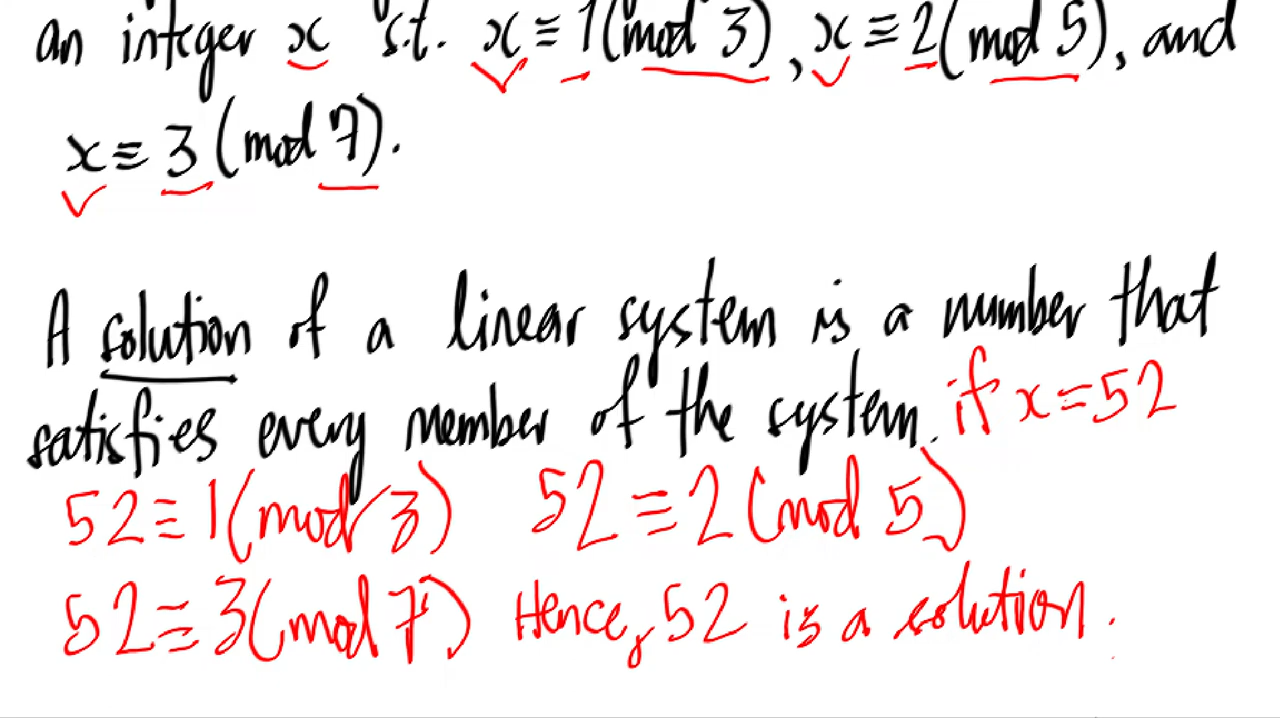 an integer x s.t. x ≡ 1(mod 3), x ≡ 2(mod 5), and
x ≡ 3 (mod 7).
A solution of a linear system is a number that
satisfies every member of the system. if x=52
52≡1(mod 3) 52≡2(mod 5)
52≡3(mod 7) Hence, 52 is a solution.